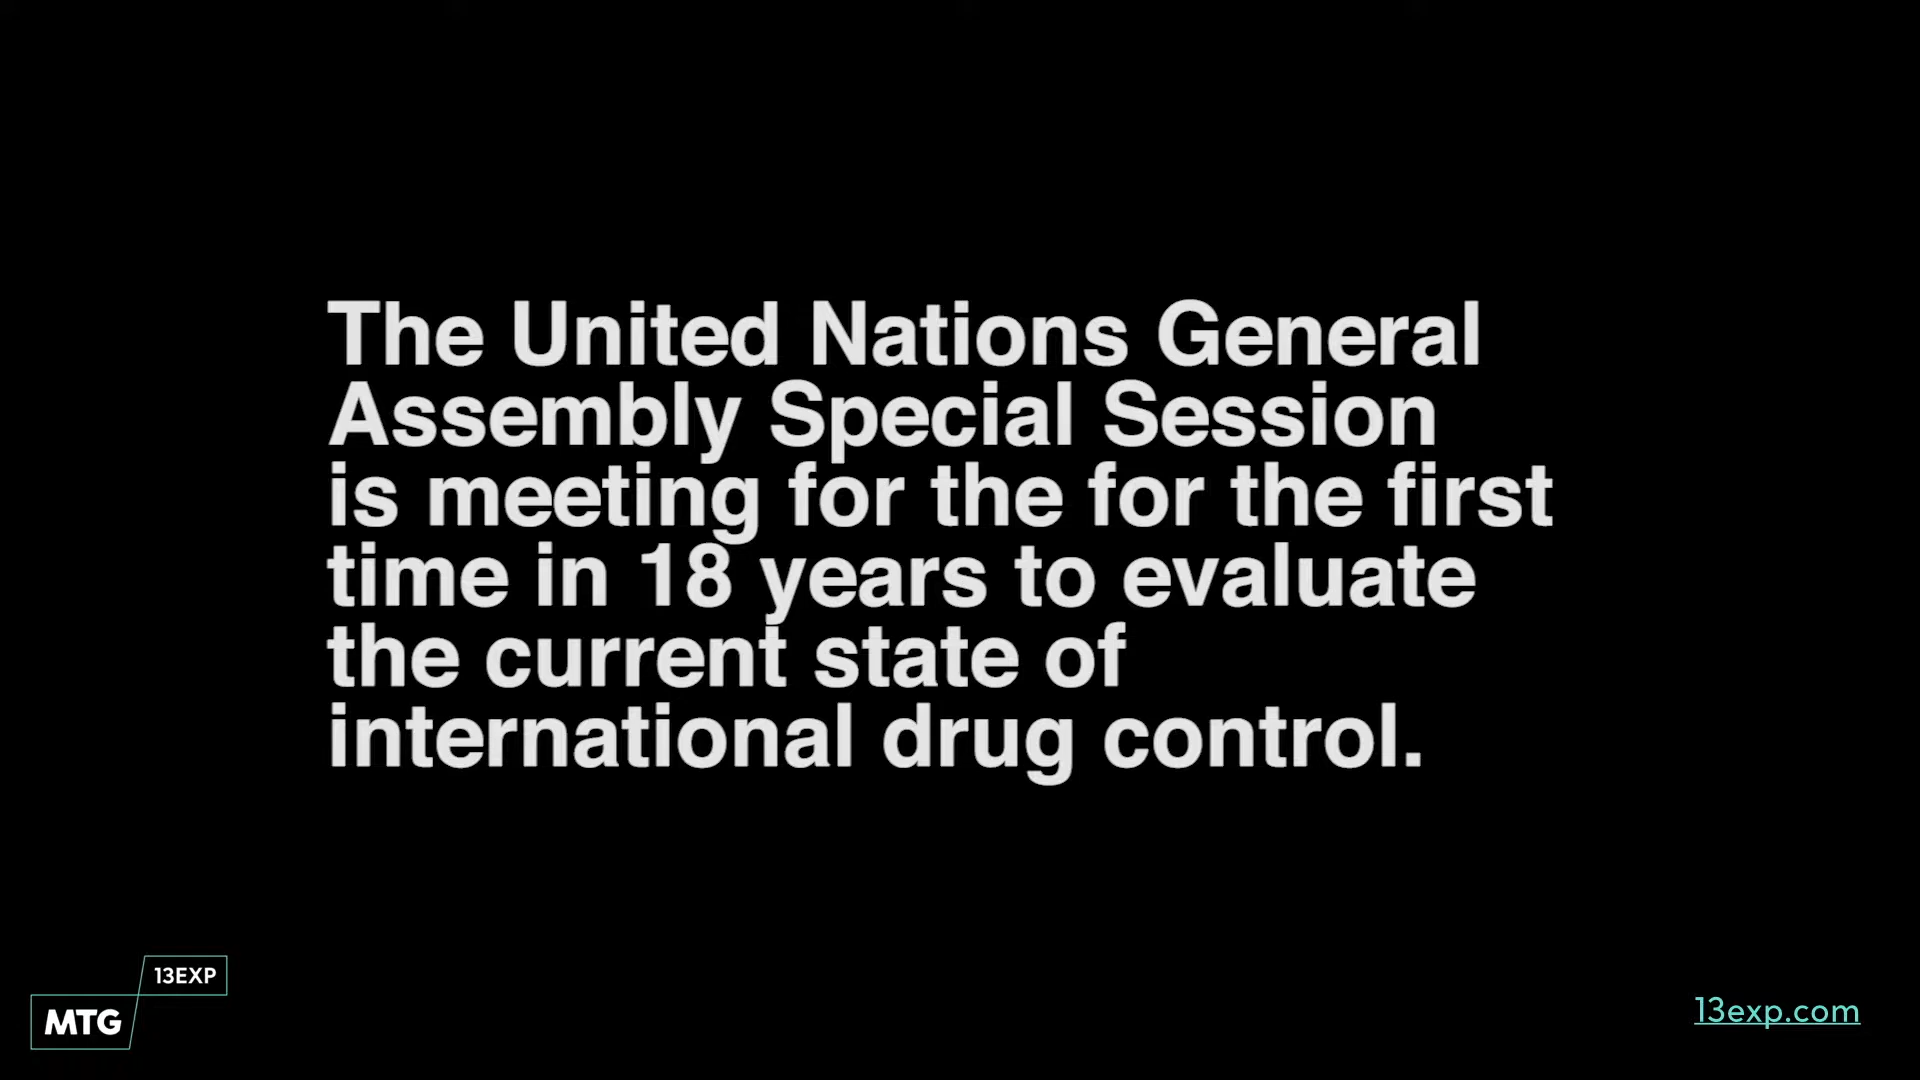 The United Nations General
Assembly Special Session
is meeting for the for the first
time in 18 years to evaluate
the current state of
international drug control.
13EXP
MTG
13exp.com